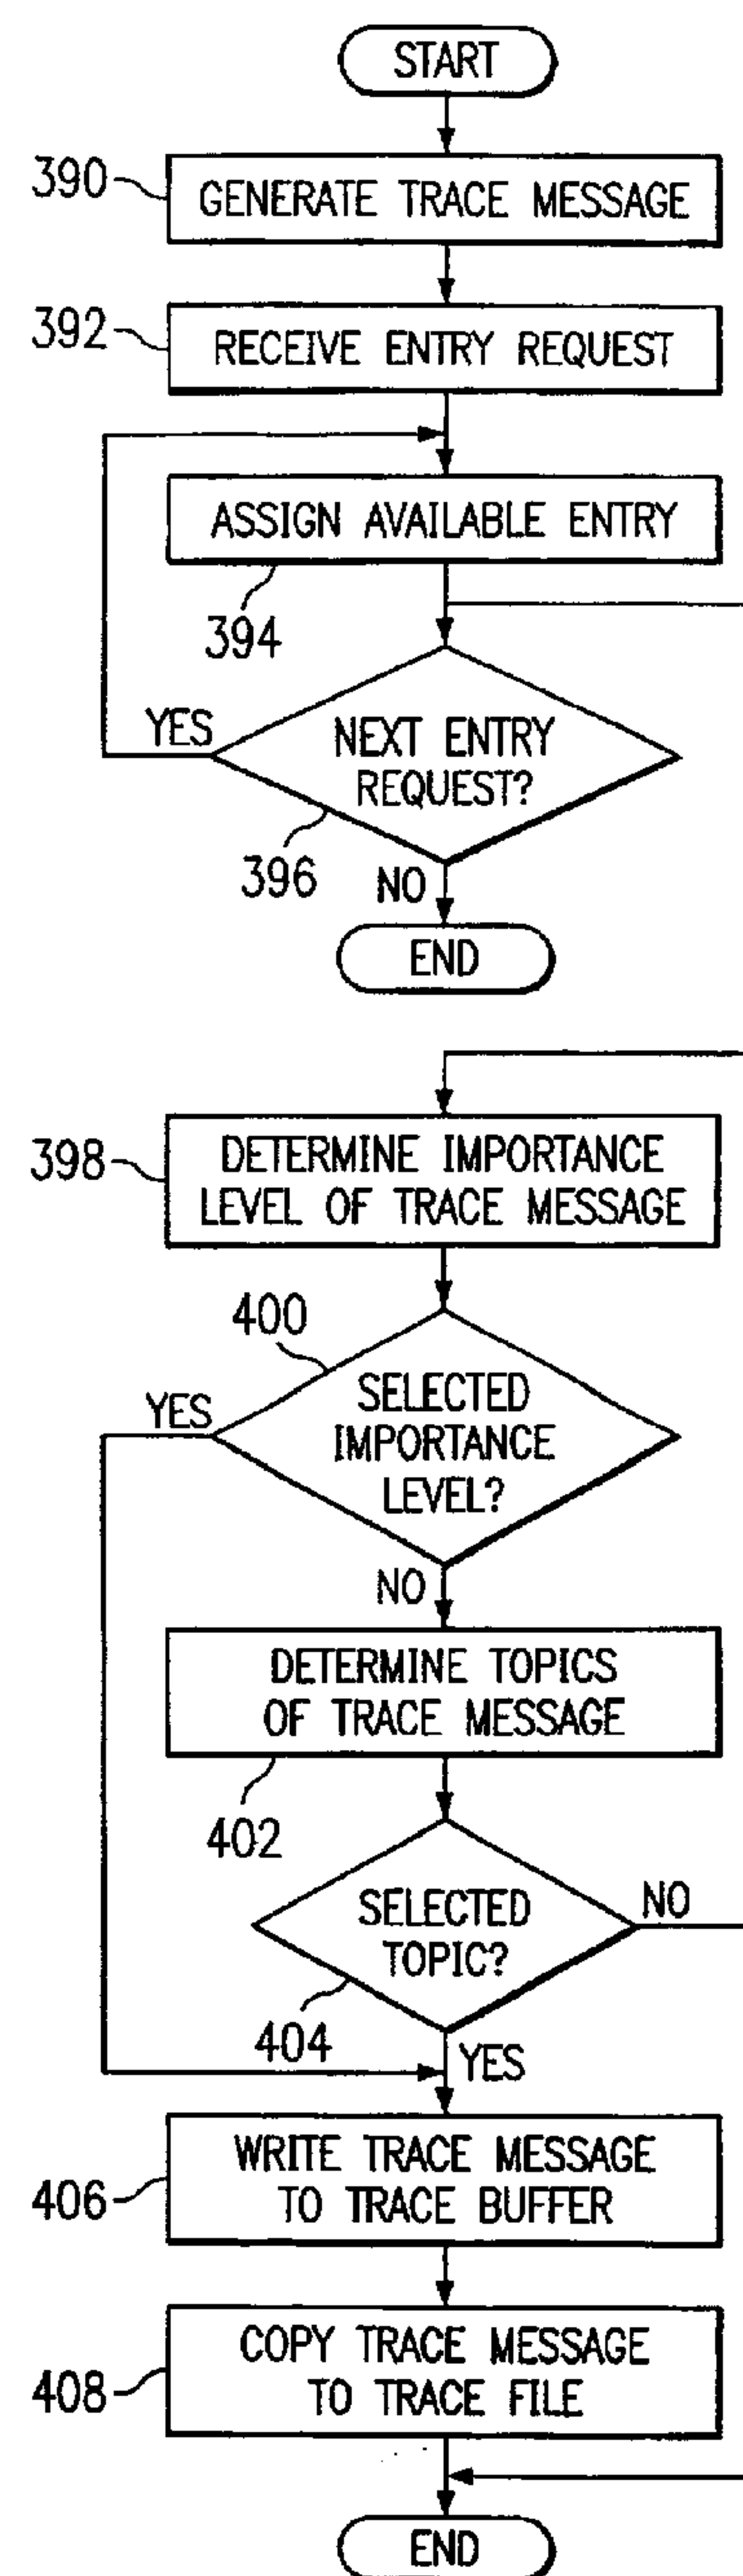 START
390
GENERATE TRACE MESSAGE
392
RECEIVE ENTRY REQUEST
ASSIGN AVAILABLE ENTRY
394
YES
NEXT ENTRY
REQUEST?
396
NO
END
398
DETERMINE IMPORTANCE
LEVEL OF TRACE MESSAGE
400
YES
SELECTED
IMPORTANCE
LEVEL?
NO
DETERMINE TOPICS
OF TRACE MESSAGE
402
SELECTED
TOPIC?
NO
404
YES
WRITE TRACE MESSAGE
TO TRACE BUFFER
406
COPY TRACE MESSAGE
TO TRACE FILE
408
END